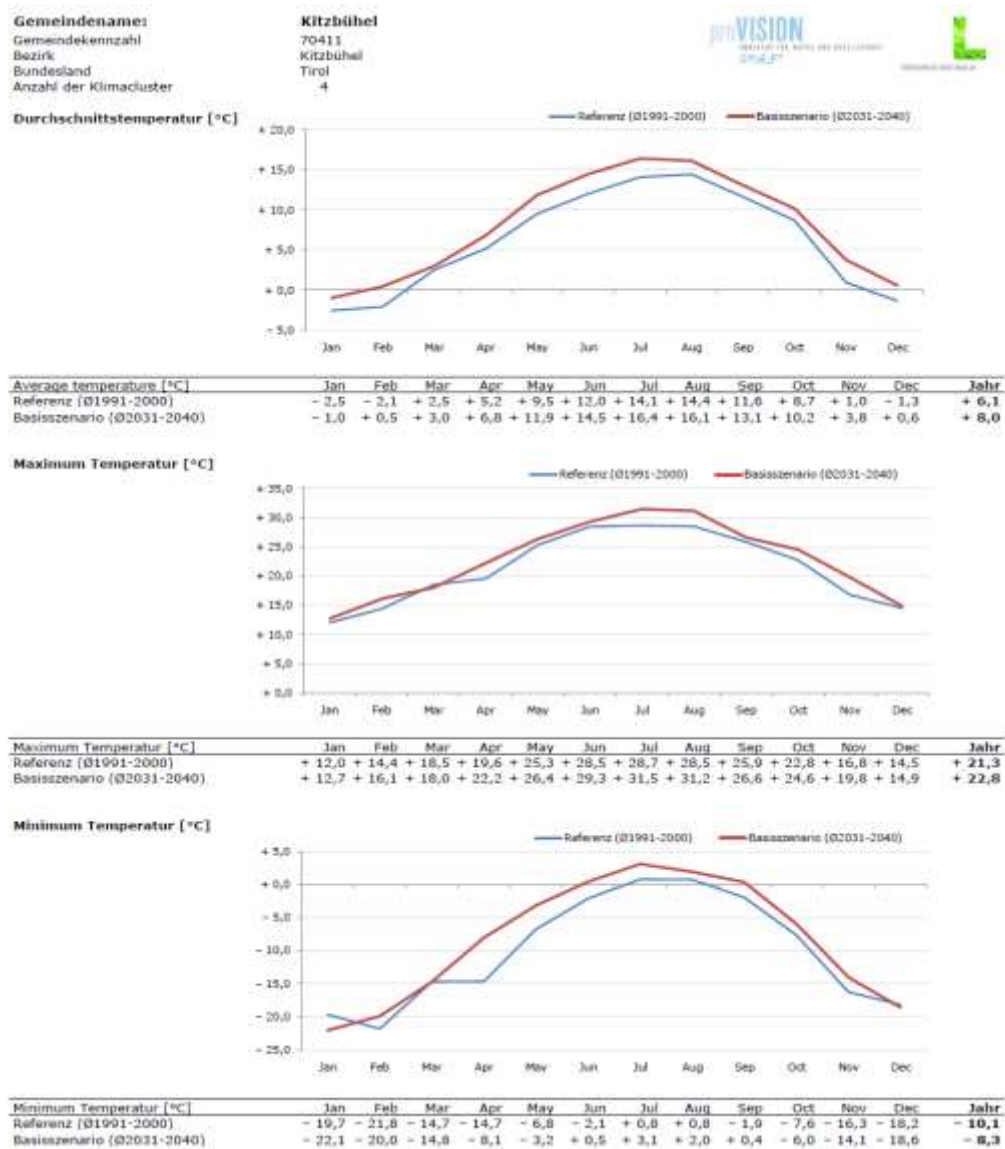 Gemeindename: Kitzbühel
Gemeindekennzahl 70411
Bezirk Kitzbühel
Bundesland Tirol
Anzahl der Klimacluster 4
proVISION
Durchschnittstemperatur [°C]
Referenz (Ø1991-2000) Basisszenario (Ø2031-2040)
+ 20,0
+ 15,0
+ 10,0
+ 5,0
+ 0,0
- 5,0
Jan Feb Mar Apr May Jun Jul Aug Sep Oct Nov Dec
Average temperature [°C] Jan Feb Mar Apr May Jun Jul Aug Sep Oct Nov Dec Jahr
Referenz (Ø1991-2000) - 2,5 - 2,1 + 2,5 + 5,2 + 9,5 + 12,0 + 14,1 + 14,4 + 11,6 + 8,7 + 1,0 - 1,3 + 6,1
Basisszenario (Ø2031-2040) - 1,0 + 0,5 + 3,0 + 6,8 + 11,9 + 14,5 + 16,4 + 16,1 + 13,1 + 10,2 + 3,8 + 0,6 + 8,0
Maximum Temperatur [°C]
Referenz (Ø1991-2000) Basisszenario (Ø2031-2040)
+ 35,0
+ 30,0
+ 25,0
+ 20,0
+ 15,0
+ 10,0
+ 5,0
+ 0,0
Jan Feb Mar Apr May Jun Jul Aug Sep Oct Nov Dec
Maximum Temperatur [°C] Jan Feb Mar Apr May Jun Jul Aug Sep Oct Nov Dec Jahr
Referenz (Ø1991-2000) + 12,0 + 14,4 + 18,5 + 19,6 + 25,3 + 28,5 + 28,7 + 28,5 + 25,9 + 22,8 + 16,8 + 14,5 + 21,3
Basisszenario (Ø2031-2040) + 12,7 + 16,1 + 18,0 + 22,2 + 26,4 + 29,3 + 31,5 + 31,2 + 26,6 + 24,6 + 19,8 + 14,9 + 22,8
Minimum Temperatur [°C]
Referenz (Ø1991-2000) Basisszenario (Ø2031-2040)
+ 5,0
+ 0,0
- 5,0
- 10,0
- 15,0
- 20,0
- 25,0
Jan Feb Mar Apr May Jun Jul Aug Sep Oct Nov Dec
Minimum Temperatur [°C] Jan Feb Mar Apr May Jun Jul Aug Sep Oct Nov Dec Jahr
Referenz (Ø1991-2000) - 19,7 - 21,8 - 14,7 - 14,7 - 6,8 - 2,1 + 0,8 + 0,8 - 1,9 - 7,6 - 16,3 - 18,2 - 10,1
Basisszenario (Ø2031-2040) - 22,1 - 20,0 - 14,8 - 8,1 - 3,2 + 0,5 + 3,1 + 2,0 + 0,4 - 6,0 - 14,1 - 18,6 - 8,3